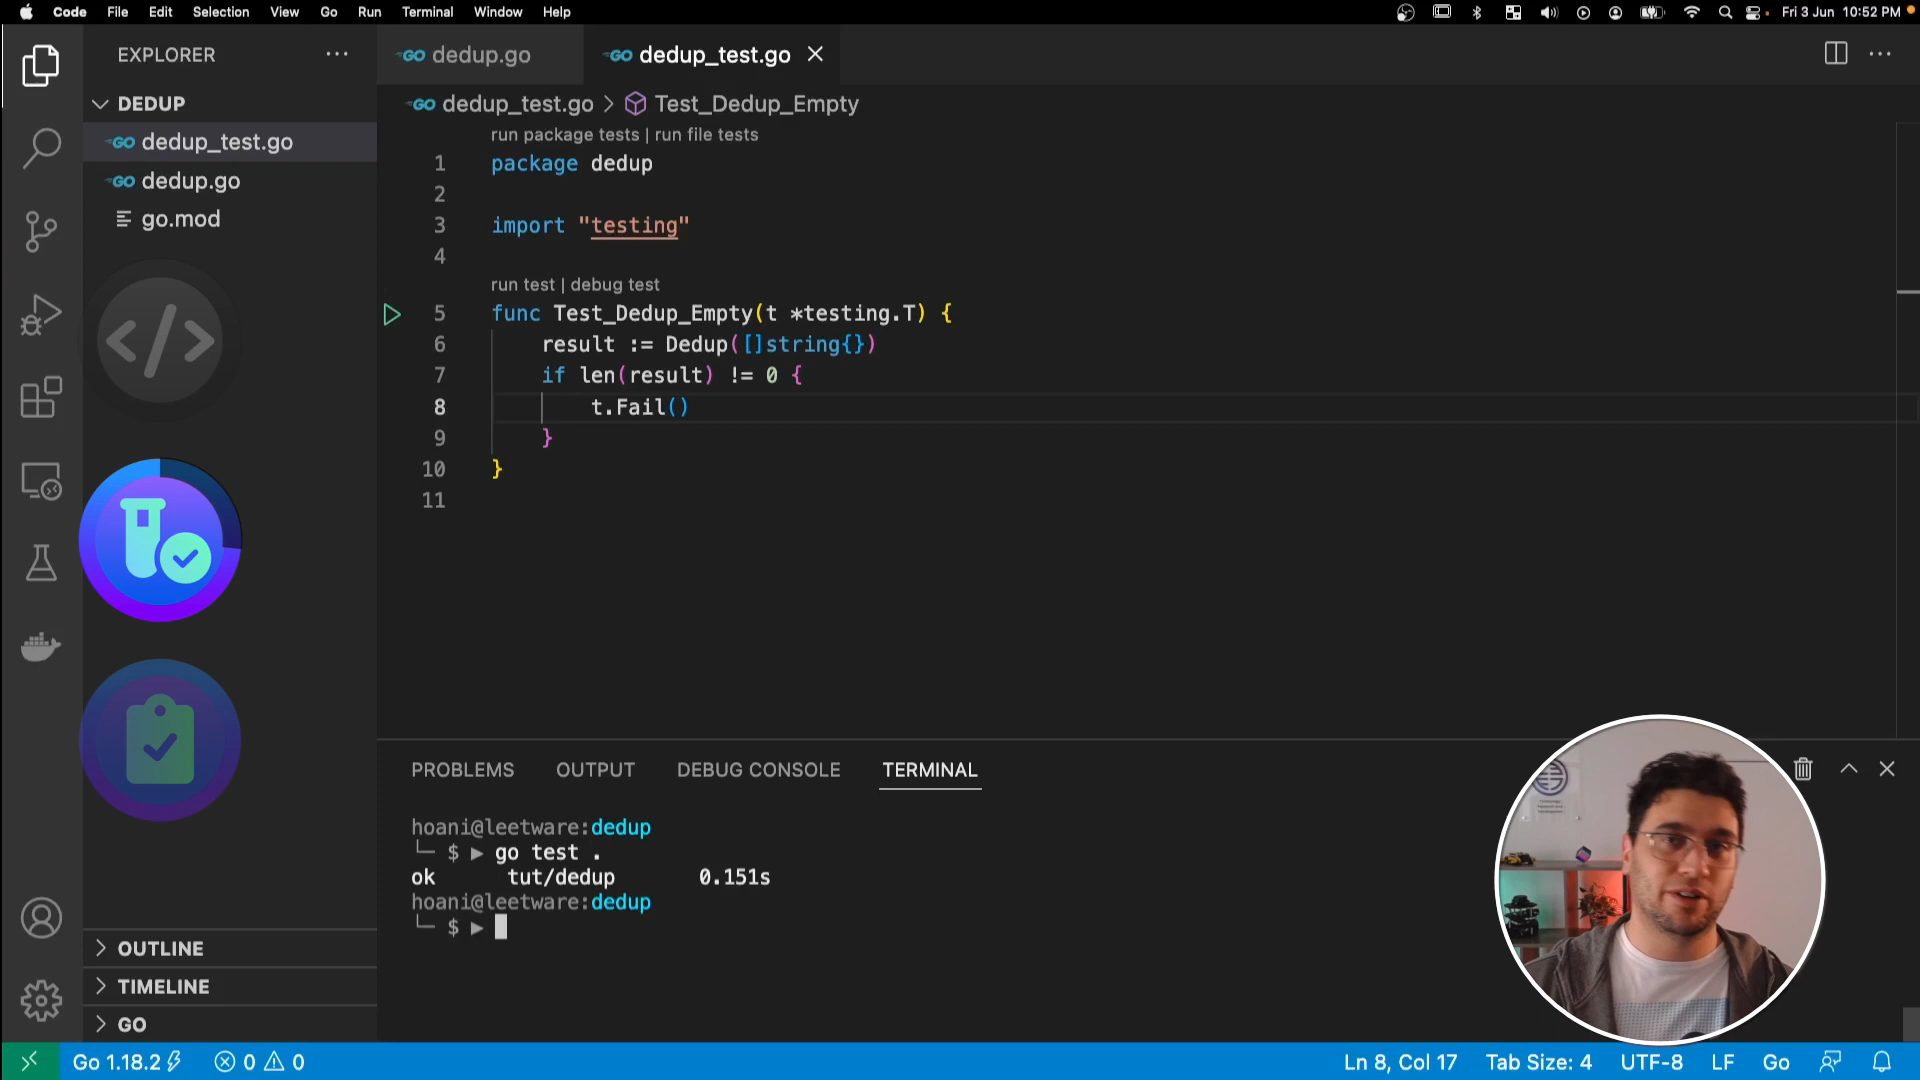 Code File Edit Selection View Go Run Terminal Window Help Fri 3 Jun 10:52 PM
EXPLORER
GO dedup.go
GO dedup_test.go
DEDUP
GO dedup_test.go > Test_Dedup_Empty
GO dedup_test.go
GO dedup.go
go.mod
run package tests | run file tests
1 package dedup
2
3 import "testing"
4
run test | debug test
5 func Test_Dedup_Empty(t *testing.T) {
6 result := Dedup([]string{})
7 if len(result) != 0 {
8 t.Fail()
9 }
10 }
11
PROBLEMS OUTPUT DEBUG CONSOLE TERMINAL
hoani@leetware:dedup
└─ $ ▶ go test .
ok tut/dedup 0.151s
hoani@leetware:dedup
└─ $ ▶
OUTLINE
TIMELINE
GO
Go 1.18.2 0 0 Ln 8, Col 17 Tab Size: 4 UTF-8 LF Go